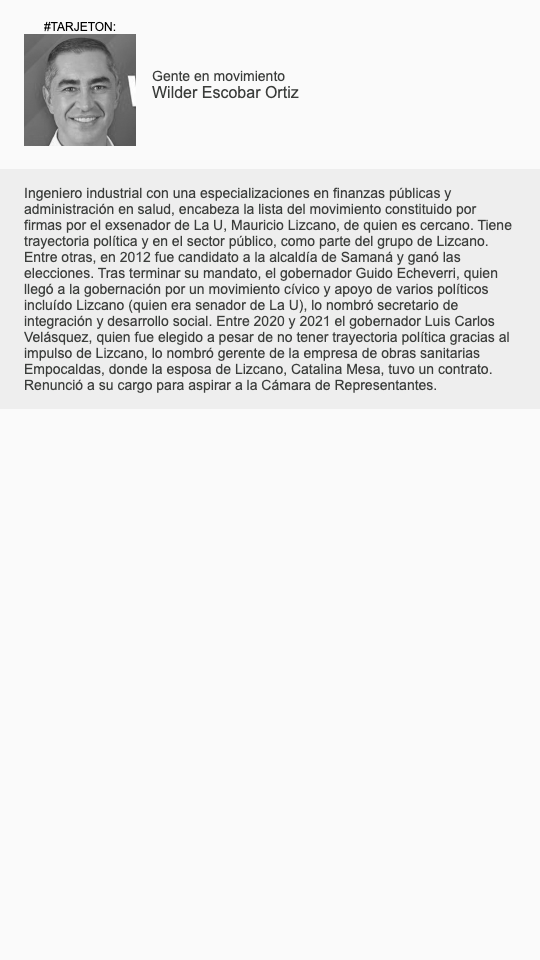 #TARJETON:
Gente en movimiento
Wilder Escobar Ortiz
Ingeniero industrial con una especializaciones en finanzas públicas y
administración en salud, encabeza la lista del movimiento constituido por
firmas por el exsenador de La U, Mauricio Lizcano, de quien es cercano. Tiene
trayectoria política y en el sector público, como parte del grupo de Lizcano.
Entre otras, en 2012 fue candidato a la alcaldía de Samaná y ganó las
elecciones. Tras terminar su mandato, el gobernador Guido Echeverri, quien
llegó a la gobernación por un movimiento cívico y apoyo de varios políticos
incluído Lizcano (quien era senador de La U), lo nombró secretario de
integración y desarrollo social. Entre 2020 y 2021 el gobernador Luis Carlos
Velásquez, quien fue elegido a pesar de no tener trayectoria política gracias al
impulso de Lizcano, lo nombró gerente de la empresa de obras sanitarias
Empocaldas, donde la esposa de Lizcano, Catalina Mesa, tuvo un contrato.
Renunció a su cargo para aspirar a la Cámara de Representantes.